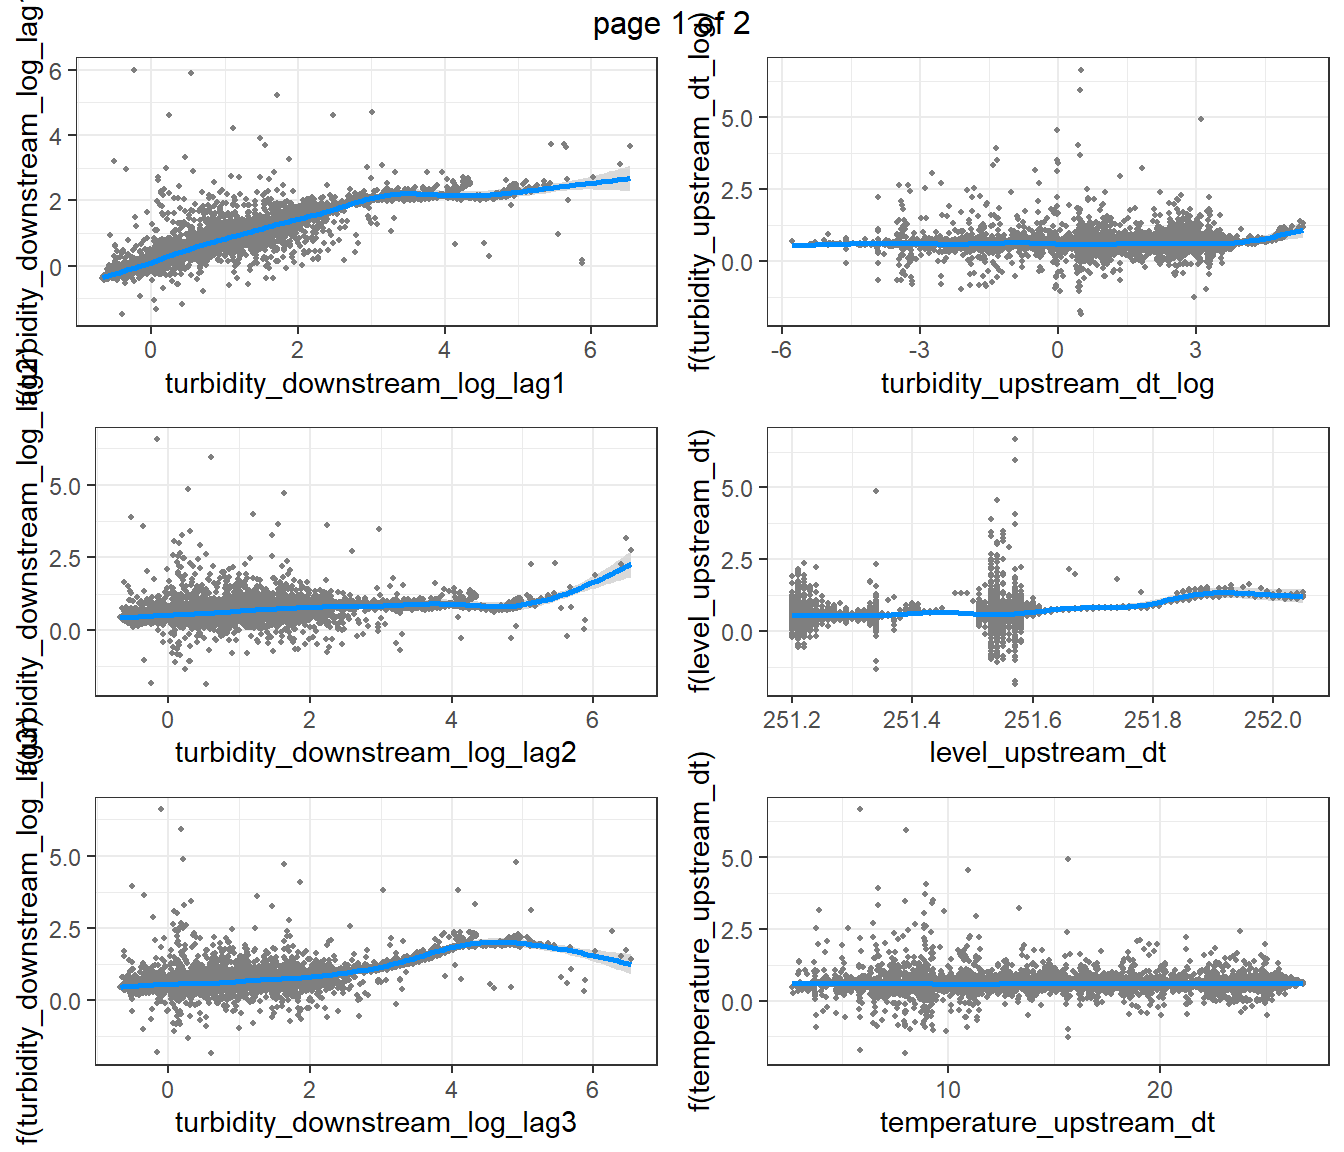 page 1 of 2
f(turbidity_downstream_log_lag1)
6
4
2
0
0 2 4 6
turbidity_downstream_log_lag1
f(turbidity_upstream_dt_log)
5.0
2.5
0.0
-6 -3 0 3
turbidity_upstream_dt_log
f(turbidity_downstream_log_lag2)
5.0
2.5
0.0
0 2 4 6
turbidity_downstream_log_lag2
f(level_upstream_dt)
5.0
2.5
0.0
251.2 251.4 251.6 251.8 252.0
level_upstream_dt
f(turbidity_downstream_log_lag3)
5.0
2.5
0.0
0 2 4 6
turbidity_downstream_log_lag3
f(temperature_upstream_dt)
5.0
2.5
0.0
10 20
temperature_upstream_dt